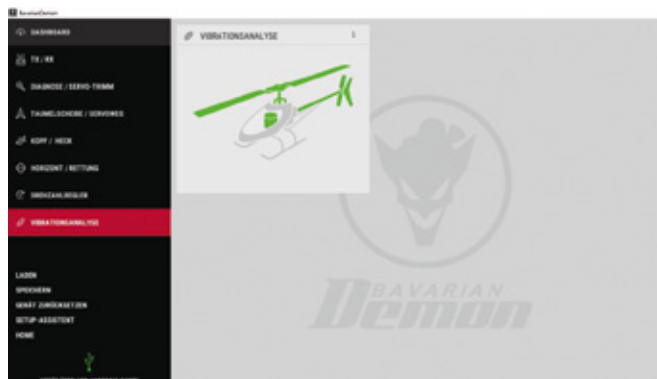 BavarianDemon
DASHBOARD
TX / RX
DIAGNOSE / SERVO-TRIMM
TAUMELSCHEIBE / SERVOWEG
KOPF / HECK
HORIZONT / RETTUNG
DREHZAHLREGLER
VIBRATIONSANALYSE
LADEN
SPEICHERN
GERÄT ZURÜCKSETZEN
SETUP-ASSISTENT
HOME
VIBRATIONSANALYSE
BAVARIAN
DEMON